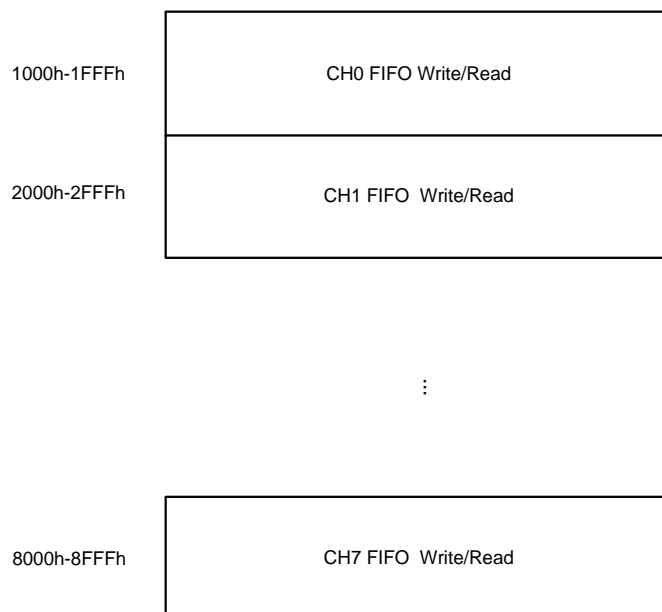 1000h-1FFFh CH0 FIFO Write/Read
2000h-2FFFh CH1 FIFO Write/Read
...
8000h-8FFFh CH7 FIFO Write/Read